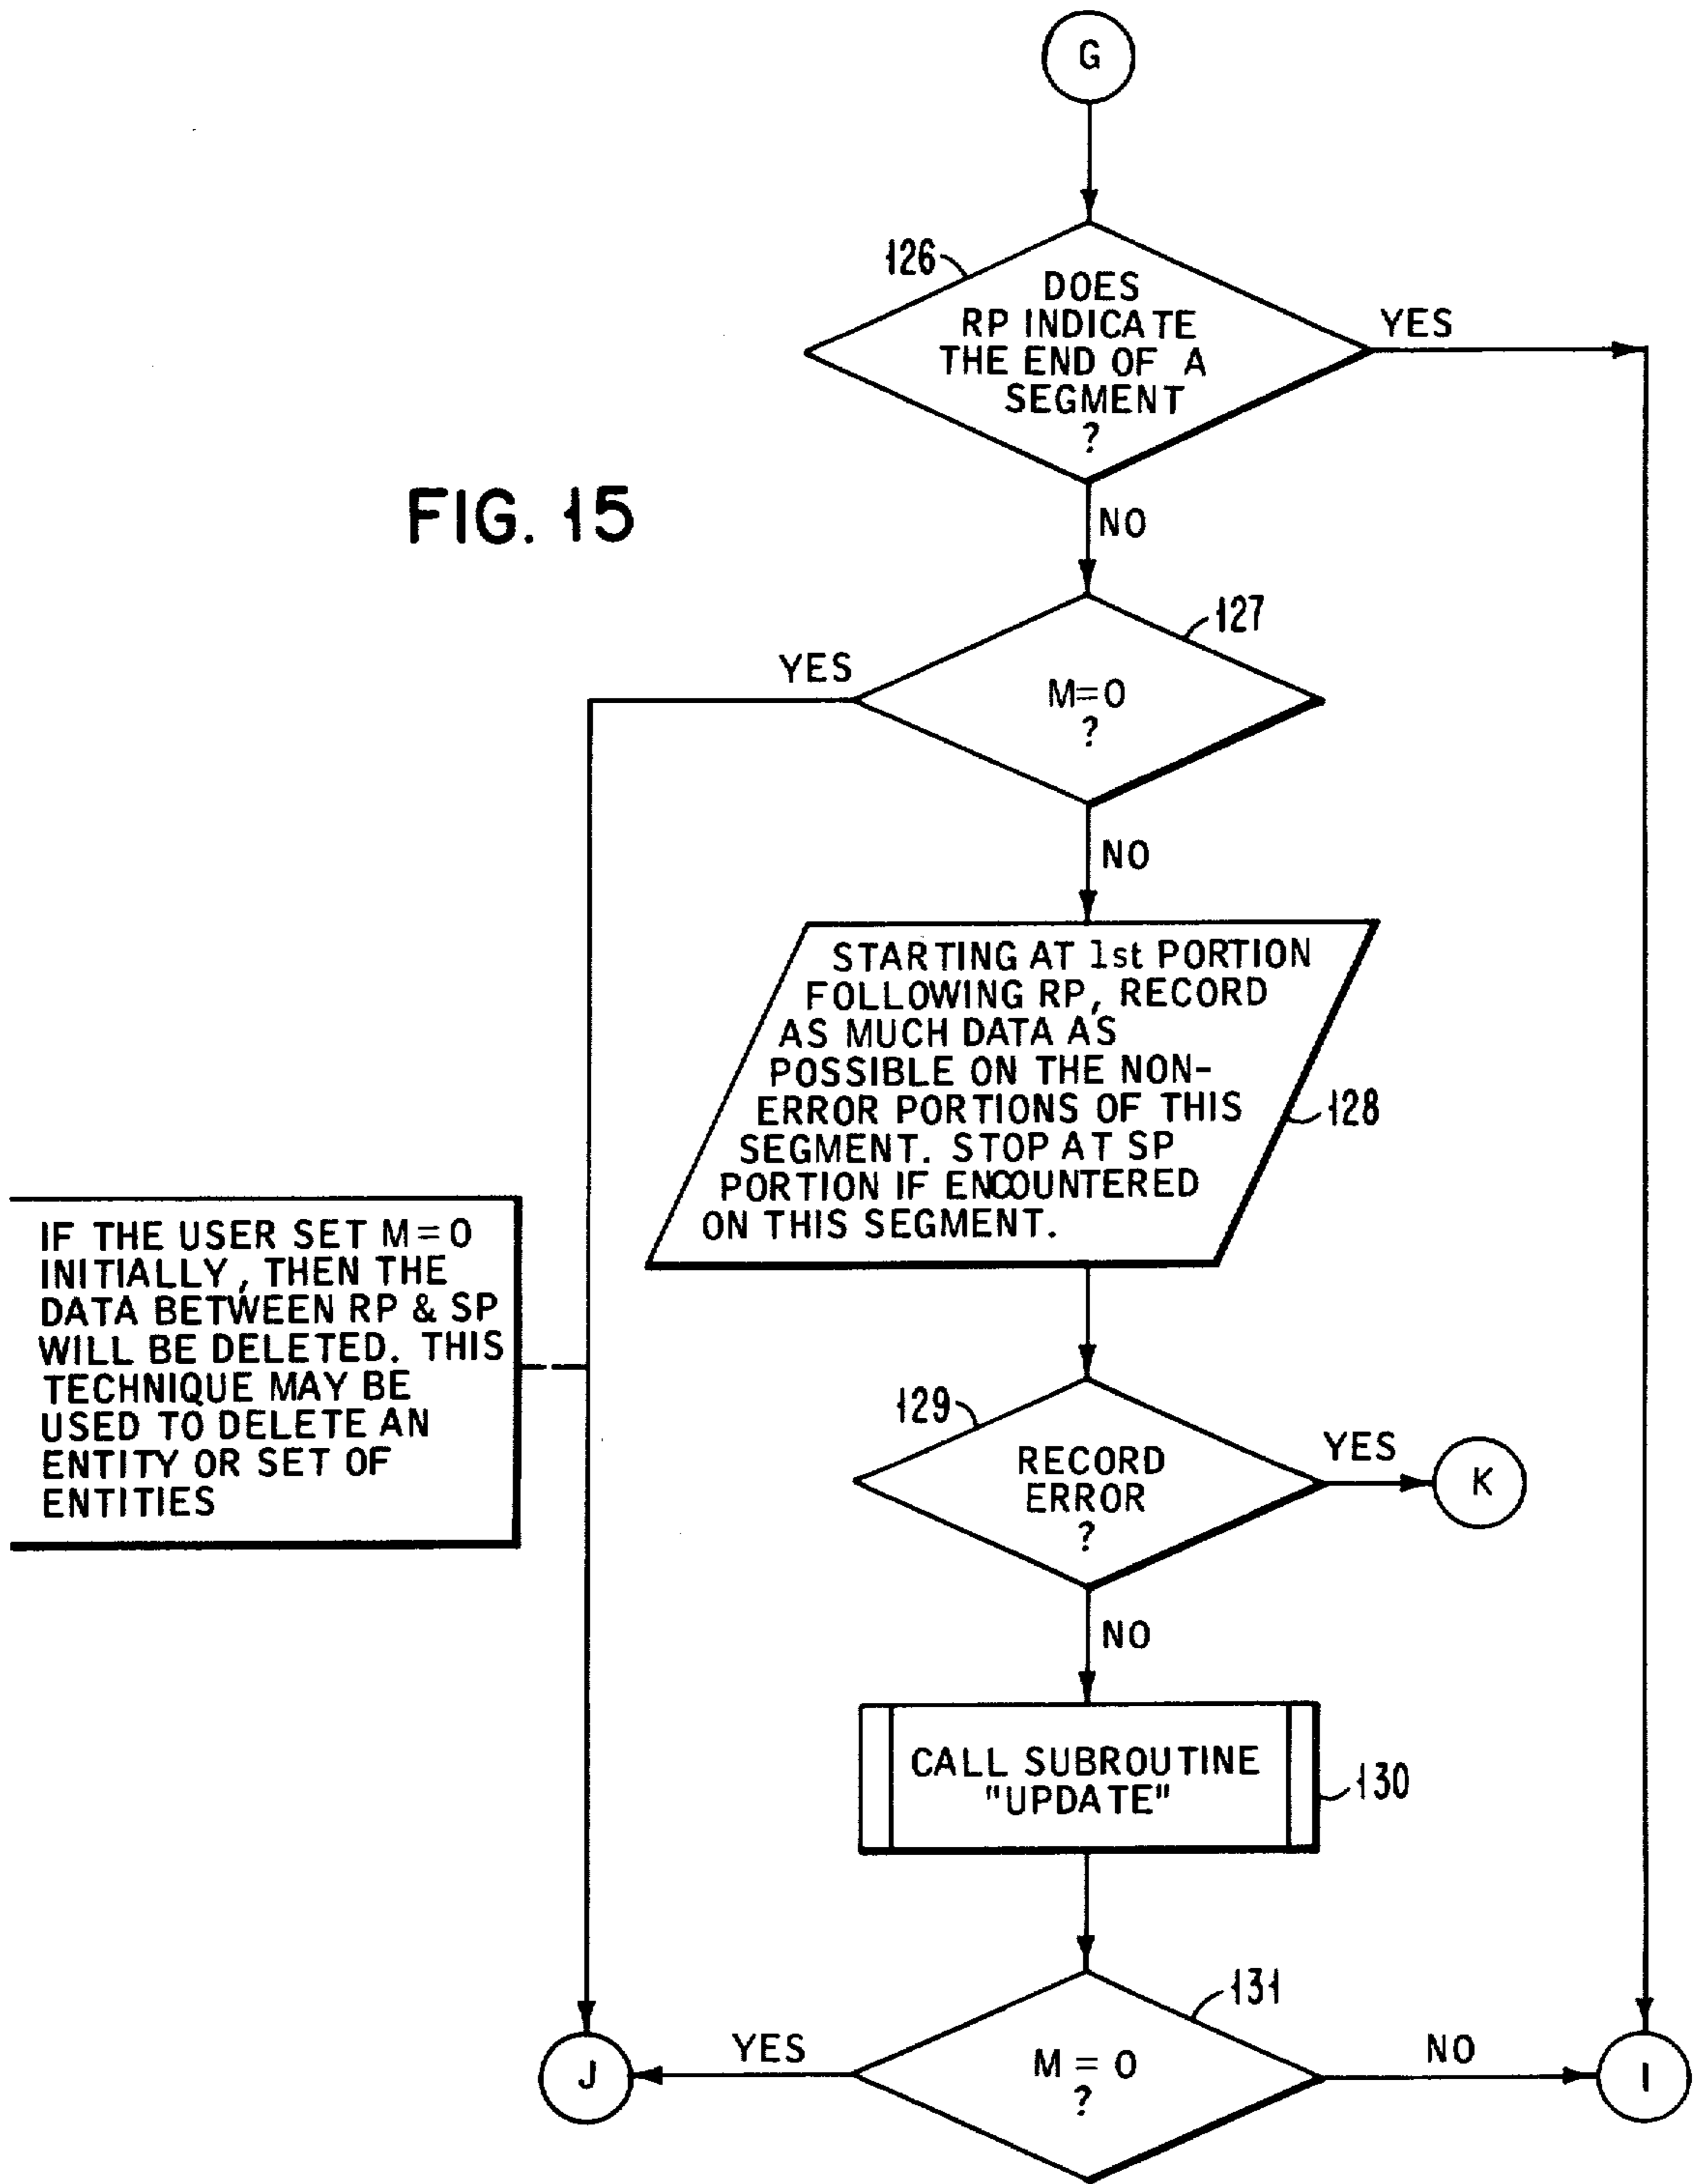 G
126
DOES
RP INDICATE
THE END OF A
SEGMENT
?
YES
NO
FIG. 15
127
YES
M=0
?
NO
STARTING AT 1st PORTION
FOLLOWING RP, RECORD
AS MUCH DATA AS
POSSIBLE ON THE NON-
ERROR PORTIONS OF THIS
SEGMENT. STOP AT SP
PORTION IF ENCOUNTERED
ON THIS SEGMENT.
128
IF THE USER SET M=0
INITIALLY, THEN THE
DATA BETWEEN RP & SP
WILL BE DELETED. THIS
TECHNIQUE MAY BE
USED TO DELETE AN
ENTITY OR SET OF
ENTITIES
129
RECORD
ERROR
?
YES
K
NO
CALL SUBROUTINE
"UPDATE"
130
131
J
YES
M = 0
?
NO
I